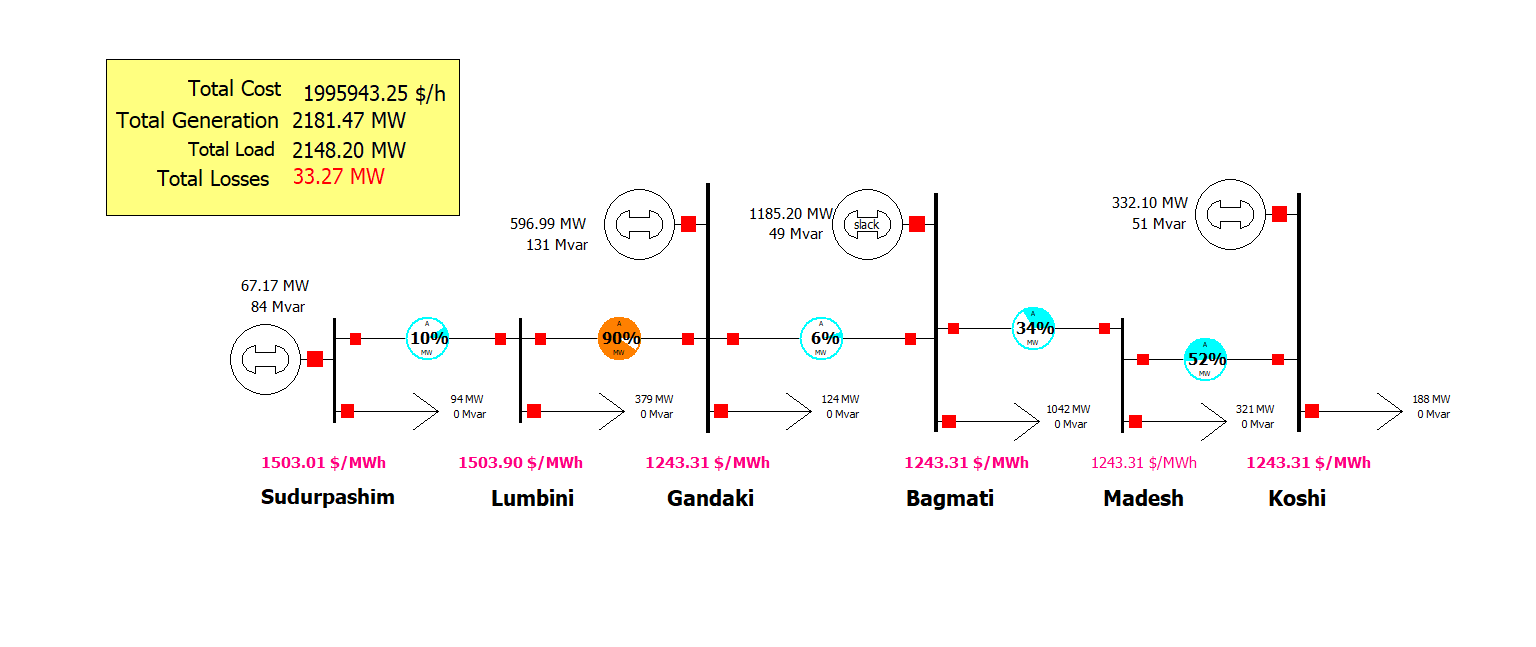 Total Cost 1995943.25 $/h
Total Generation 2181.47 MW
Total Load 2148.20 MW
Total Losses 33.27 MW
67.17 MW
84 Mvar
596.99 MW
131 Mvar
1185.20 MW
49 Mvar
slack
332.10 MW
51 Mvar
A
10%
MW
A
90%
MW
A
6%
MW
A
34%
MW
A
52%
MW
94 MW
0 Mvar
379 MW
0 Mvar
124 MW
0 Mvar
1042 MW
0 Mvar
321 MW
0 Mvar
188 MW
0 Mvar
1503.01 $/MWh
1503.90 $/MWh
1243.31 $/MWh
1243.31 $/MWh
1243.31 $/MWh
1243.31 $/MWh
Sudurpashim
Lumbini
Gandaki
Bagmati
Madesh
Koshi